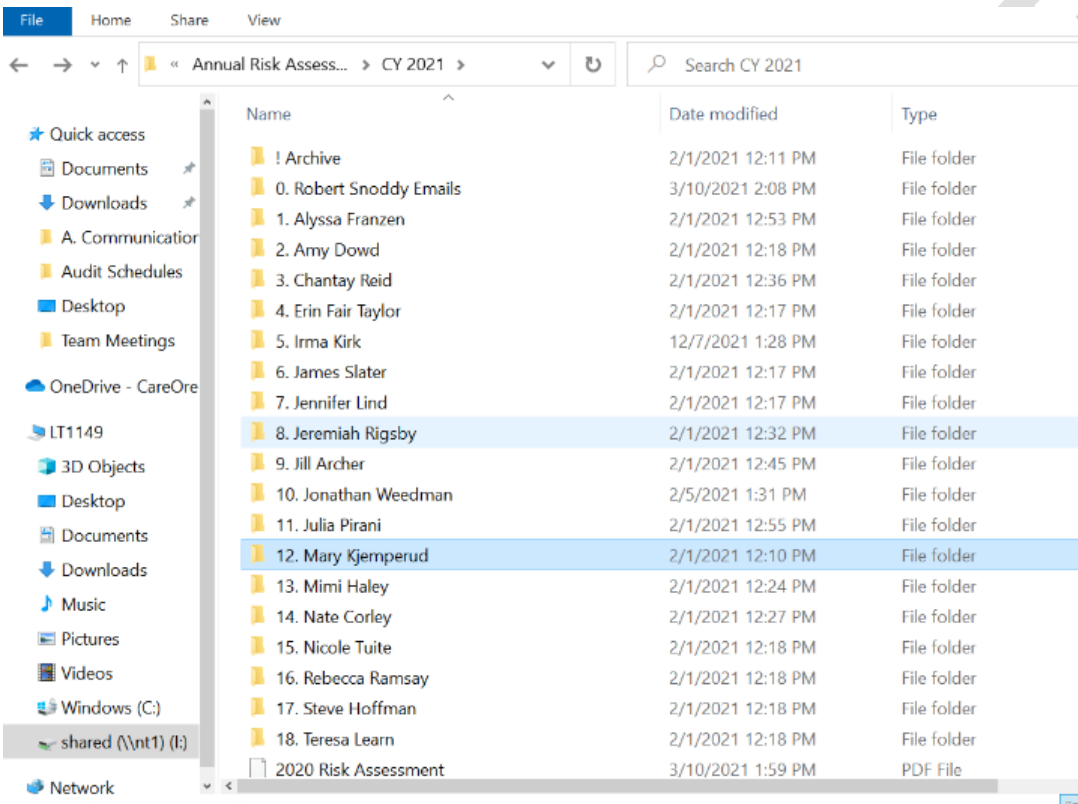 File Home Share View
« Annual Risk Assess... > CY 2021 > Search CY 2021
Name Date modified Type
Quick access
Documents
Downloads
A. Communication
Audit Schedules
Desktop
Team Meetings
OneDrive - CareOre
LT1149
3D Objects
Desktop
Documents
Downloads
Music
Pictures
Videos
Windows (C:)
shared (\\nt1) (I:)
Network
! Archive 2/1/2021 12:11 PM File folder
0. Robert Snoddy Emails 3/10/2021 2:08 PM File folder
1. Alyssa Franzen 2/1/2021 12:53 PM File folder
2. Amy Dowd 2/1/2021 12:18 PM File folder
3. Chantay Reid 2/1/2021 12:36 PM File folder
4. Erin Fair Taylor 2/1/2021 12:17 PM File folder
5. Irma Kirk 12/7/2021 1:28 PM File folder
6. James Slater 2/1/2021 12:17 PM File folder
7. Jennifer Lind 2/1/2021 12:17 PM File folder
8. Jeremiah Rigsby 2/1/2021 12:32 PM File folder
9. Jill Archer 2/1/2021 12:45 PM File folder
10. Jonathan Weedman 2/5/2021 1:31 PM File folder
11. Julia Pirani 2/1/2021 12:55 PM File folder
12. Mary Kjemperud 2/1/2021 12:10 PM File folder
13. Mimi Haley 2/1/2021 12:24 PM File folder
14. Nate Corley 2/1/2021 12:27 PM File folder
15. Nicole Tuite 2/1/2021 12:18 PM File folder
16. Rebecca Ramsay 2/1/2021 12:18 PM File folder
17. Steve Hoffman 2/1/2021 12:18 PM File folder
18. Teresa Learn 2/1/2021 12:18 PM File folder
2020 Risk Assessment 3/10/2021 1:59 PM PDF File